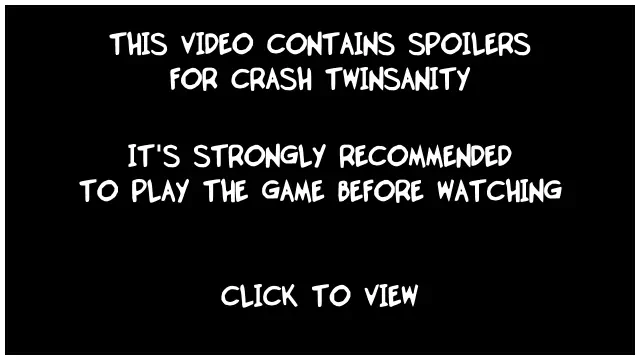 THIS VIDEO CONTAINS SPOILERS
FOR CRASH TWINSANITY
IT'S STRONGLY RECOMMENDED
TO PLAY THE GAME BEFORE WATCHING
CLICK TO VIEW